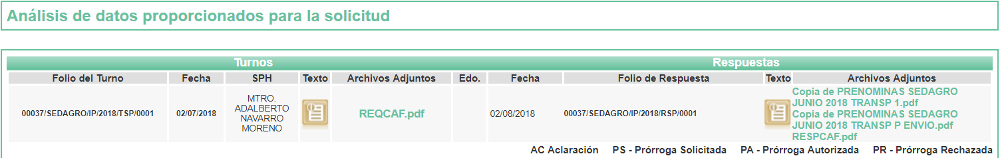 Análisis de datos proporcionados para la solicitud
Turnos Respuestas
Folio del Turno Fecha SPH Texto Archivos Adjuntos Edo. Fecha Folio de Respuesta Texto Archivos Adjuntos
00037/SEDAGRO/IP/2018/TSP/0001 02/07/2018
MTRO.
ADALBERTO
NAVARRO
MORENO
REQCAF.pdf
02/08/2018 00037/SEDAGRO/IP/2018/RSP/0001
Copia de PRENOMINAS SEDAGRO
JUNIO 2018 TRANSP 1.pdf
Copia de PRENOMINAS SEDAGRO
JUNIO 2018 TRANSP P ENVIO.pdf
RESPCAF.pdf
AC Aclaración PS - Prórroga Solicitada PA - Prórroga Autorizada PR - Prórroga Rechazada